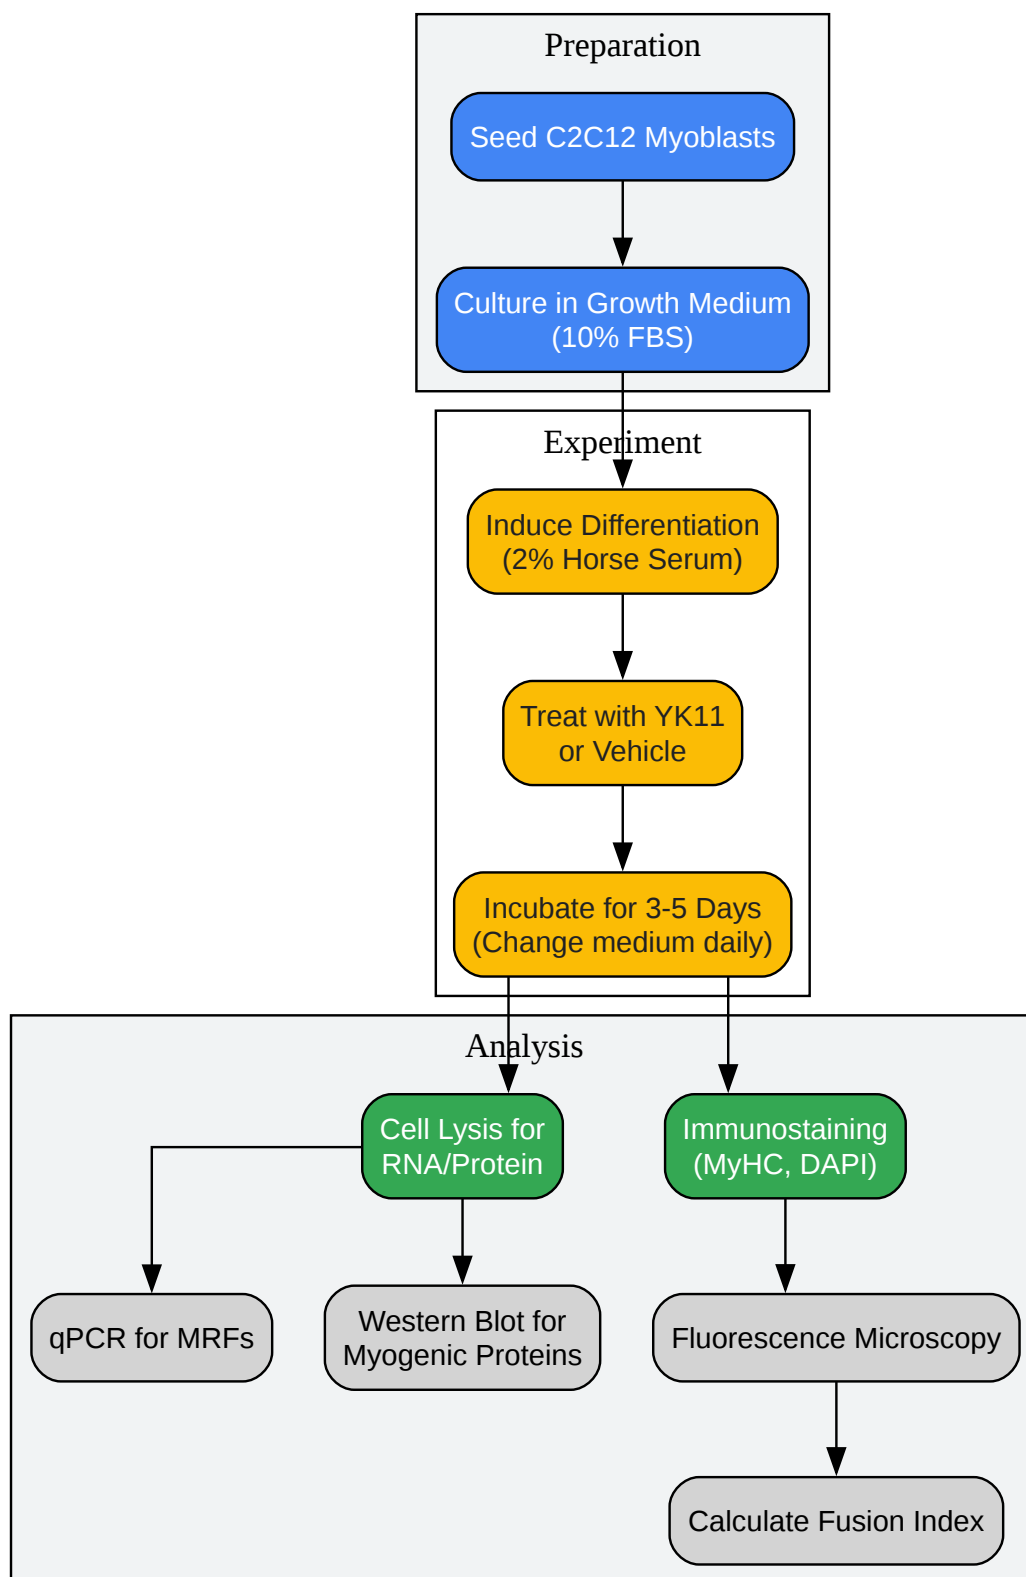 Preparation
Seed C2C12 Myoblasts
Culture in Growth Medium
(10% FBS)
Experiment
Induce Differentiation
(2% Horse Serum)
Treat with YK11
or Vehicle
Incubate for 3-5 Days
(Change medium daily)
Analysis
Cell Lysis for
RNA/Protein
Immunostaining
(MyHC, DAPI)
qPCR for MRFs
Western Blot for
Myogenic Proteins
Fluorescence Microscopy
Calculate Fusion Index